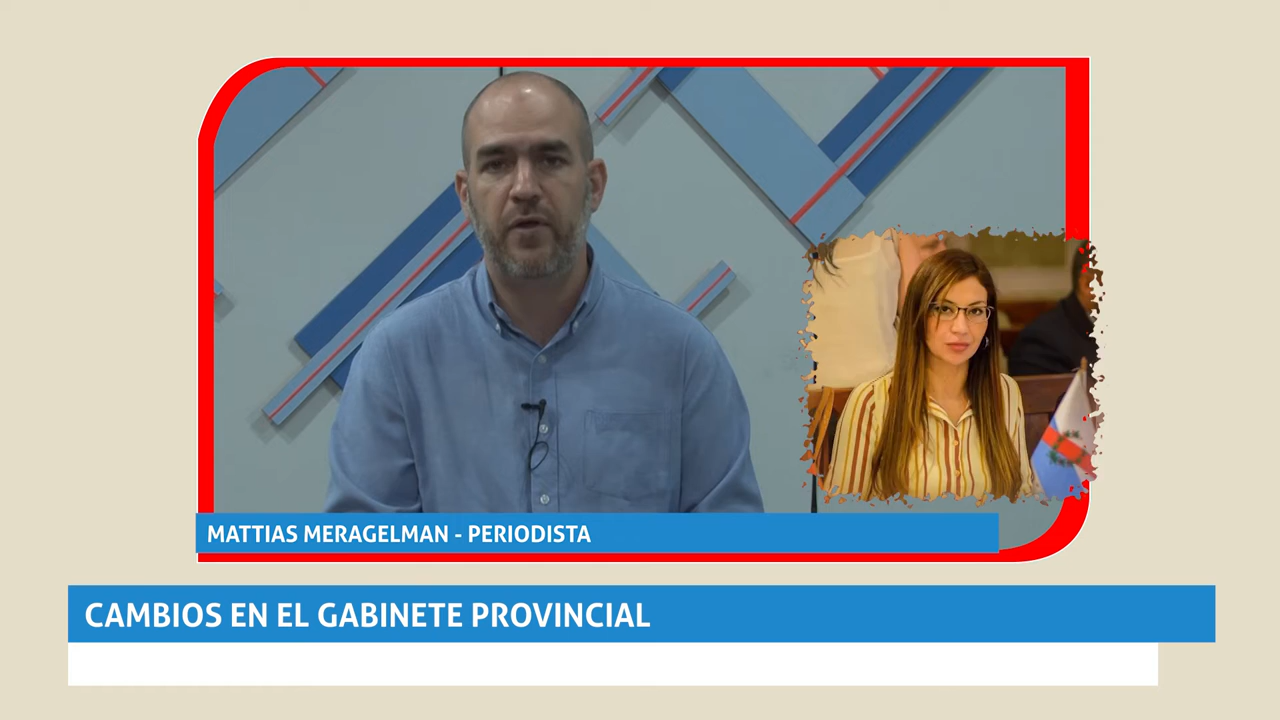 MATTIAS MERAGELMAN - PERIODISTA
CAMBIOS EN EL GABINETE PROVINCIAL